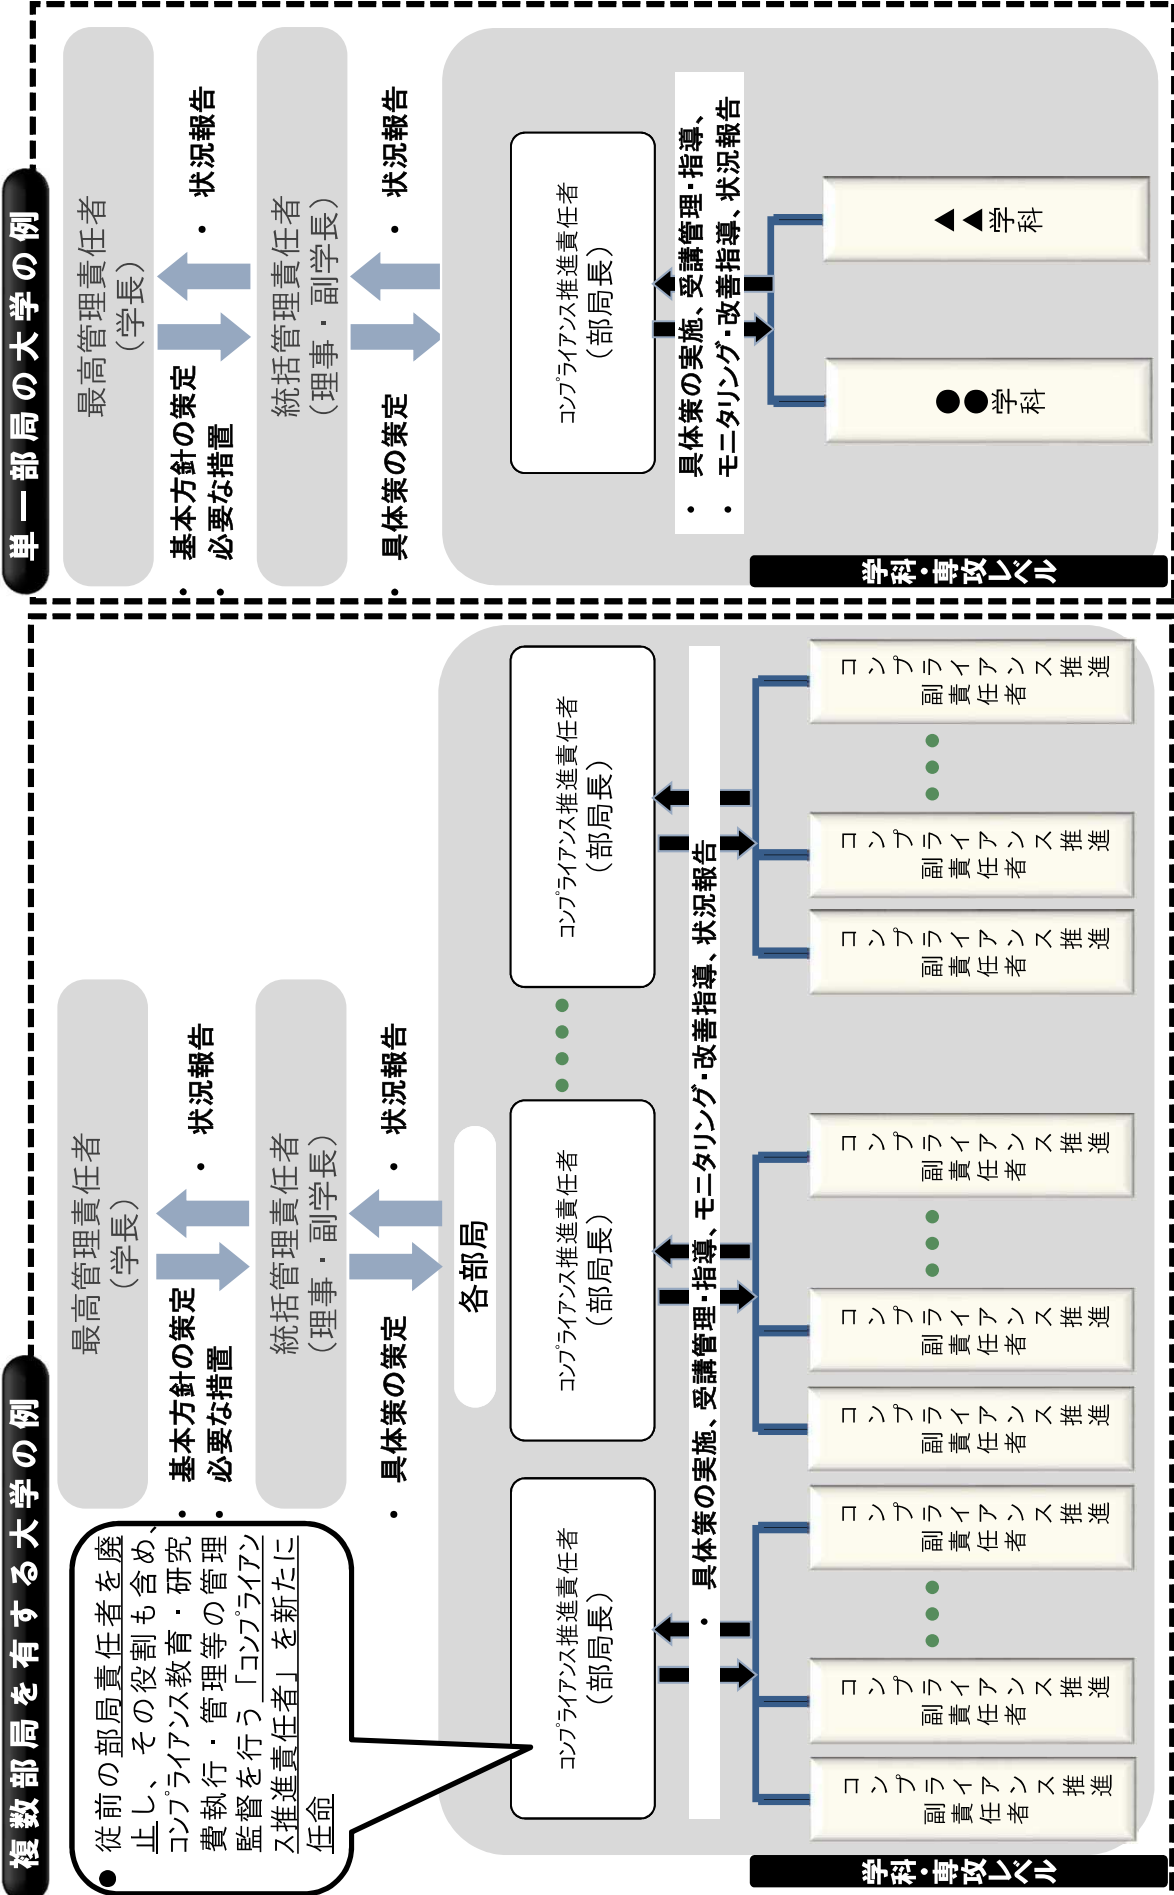 複数部局を有する大学の例
●従前の部局責任者を廃
止し、その役割も含め、
コンプライアンス教育・研究
費執行・管理等の管理
監督を行う「コンプライアン
ス推進責任者」を新たに
任命
最高管理責任者
（学長）
・ 基本方針の策定
・ 必要な措置
・ 状況報告
統括管理責任者
（理事・副学長）
・ 具体策の策定
・ 状況報告
各部局
コンプライアンス推進責任者
（部局長）
コンプライアンス推進責任者
（部局長）
コンプライアンス推進責任者
（部局長）
・ 具体策の実施、受講管理・指導、モニタリング・改善指導、状況報告
学科・専攻レベル
コンプライアンス推進
副責任者
コンプライアンス推進
副責任者
コンプライアンス推進
副責任者
コンプライアンス推進
副責任者
コンプライアンス推進
副責任者
コンプライアンス推進
副責任者
コンプライアンス推進
副責任者
コンプライアンス推進
副責任者
コンプライアンス推進
副責任者
単一部局の大学の例
最高管理責任者
（学長）
・ 基本方針の策定
・ 必要な措置
・ 状況報告
統括管理責任者
（理事・副学長）
・ 具体策の策定
・ 状況報告
コンプライアンス推進責任者
（部局長）
・ 具体策の実施、受講管理・指導、
・ モニタリング・改善指導、状況報告
学科・専攻レベル
●●学科
▲▲学科